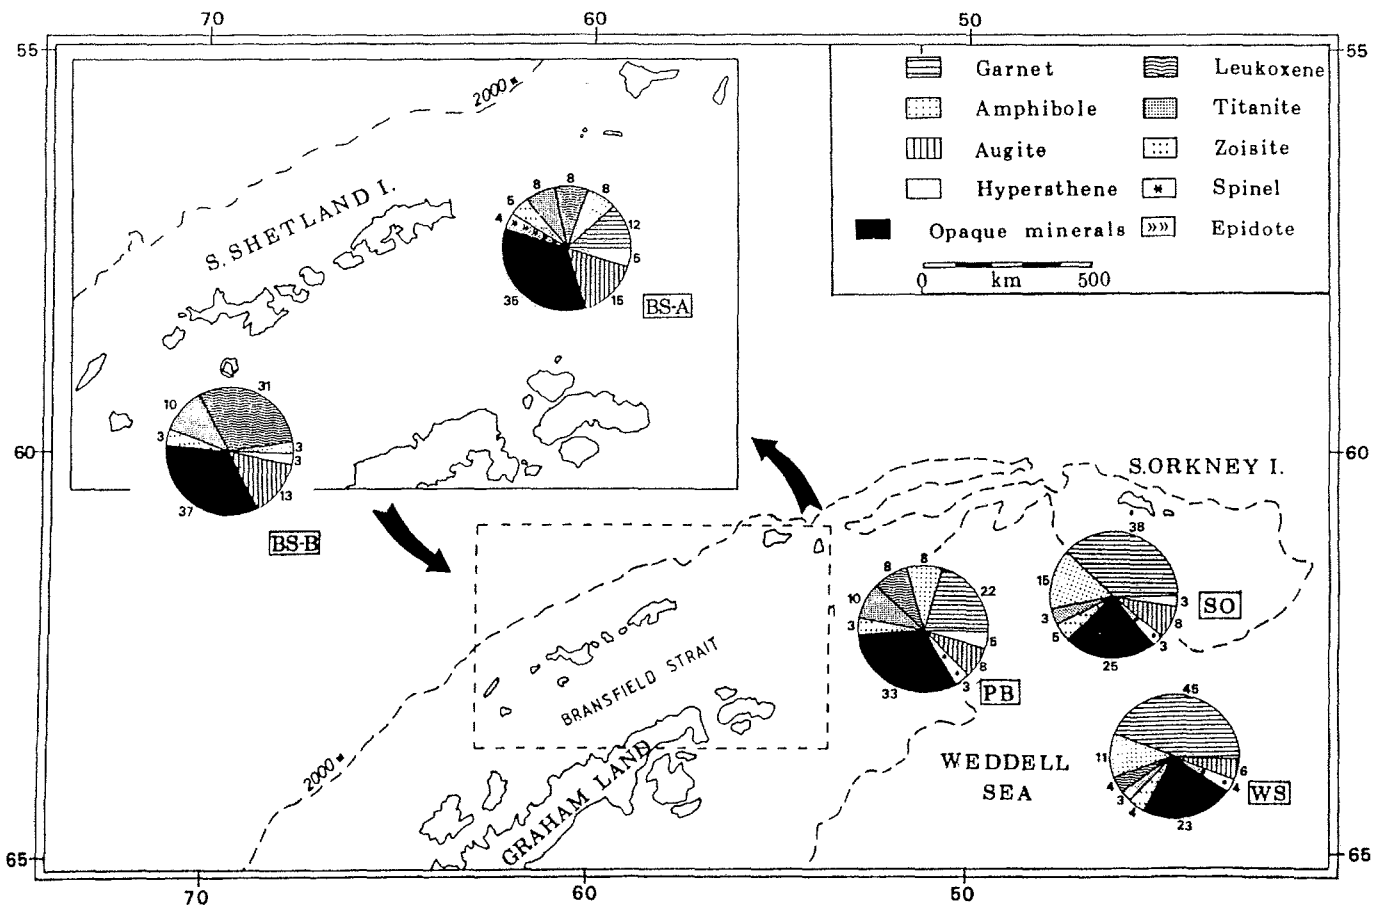 70 60 50
55 55
2000 m
S. SHETLAND I.
Garnet Leukoxene
Amphibole Titanite
Augite Zoisite
Hypersthene Spinel
Opaque minerals Epidote
0 km 500
8 8 8 12 5 15 35 4 5
BS-A
31 3 3 13 37 3 10
BS-B
60 60
S.ORKNEY I.
38 3 8 3 25 5 3 15
SO
8 22 5 8 3 33 3 10 8
PB
45 6 4 23 4 3 4 11
WS
BRANSFIELD STRAIT
GRAHAM LAND
2000 m
WEDDELL
SEA
65 65
70 60 50